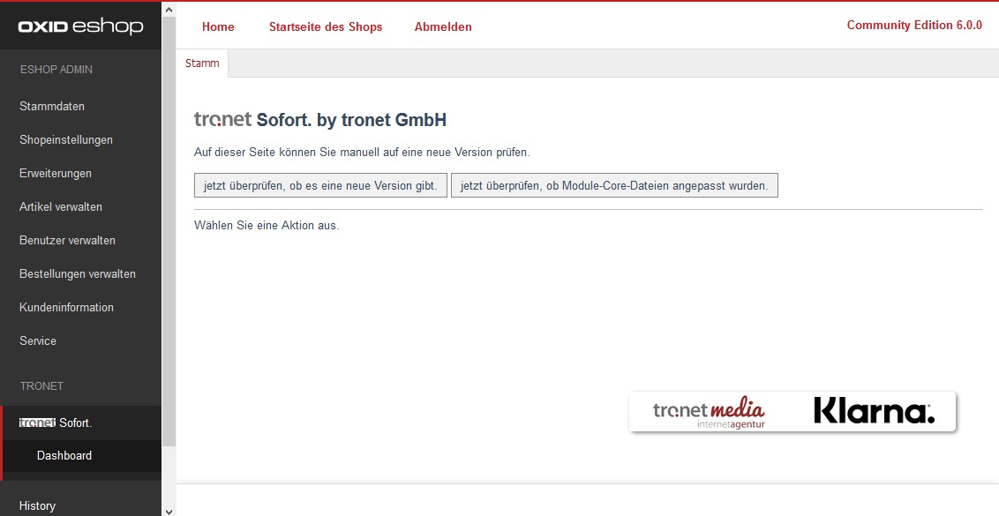 OXID eshop
Home Startseite des Shops Abmelden
Community Edition 6.0.0
ESHOP ADMIN
Stammdaten
Shopeinstellungen
Erweiterungen
Artikel verwalten
Benutzer verwalten
Bestellungen verwalten
Kundeninformation
Service
TRONET
tronet Sofort.
Dashboard
History
Stamm
tronet Sofort. by tronet GmbH
Auf dieser Seite können Sie manuell auf eine neue Version prüfen.
jetzt überprüfen, ob es eine neue Version gibt. jetzt überprüfen, ob Module-Core-Dateien angepasst wurden.
Wählen Sie eine Aktion aus.
tronet media
internetagentur
Klarna.